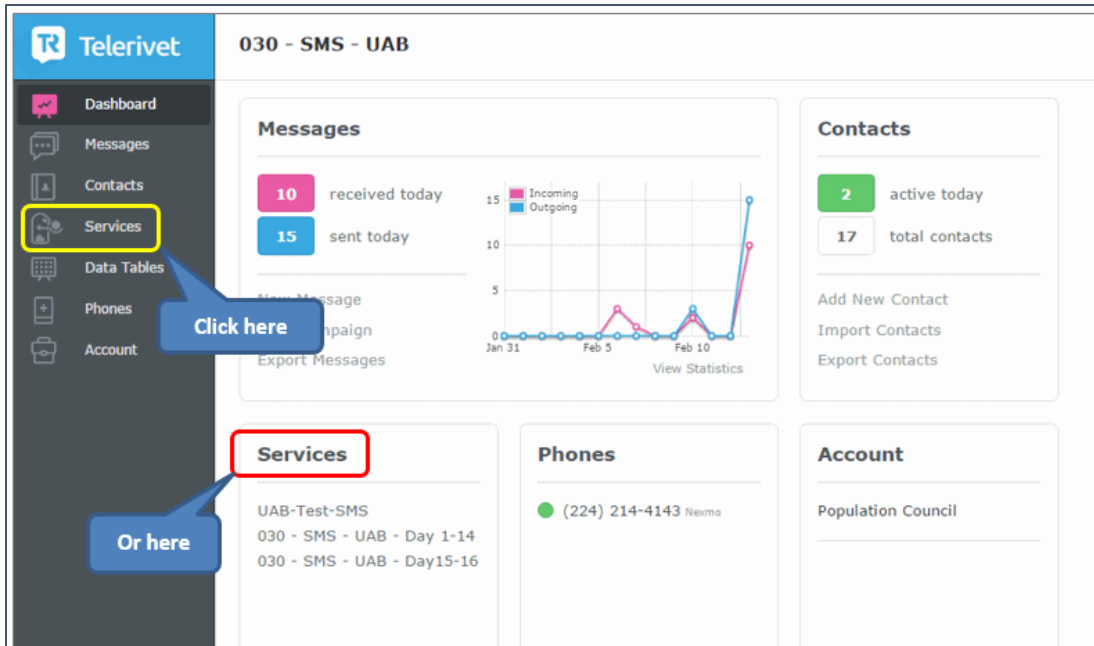 TR Telerivet
030 - SMS - UAB
Dashboard
Messages
Contacts
Services
Data Tables
Phones
Account
Click here
Messages
10 received today
15 sent today
Message
Export Messages
15
10
5
0
Incoming
Outgoing
Jan 31 Feb 5 Feb 10
View Statistics
Contacts
2 active today
17 total contacts
Add New Contact
Import Contacts
Export Contacts
Services
UAB-Test-SMS
030 - SMS - UAB - Day 1-14
030 - SMS - UAB - Day15-16
Or here
Phones
(224) 214-4143 Nexmo
Account
Population Council